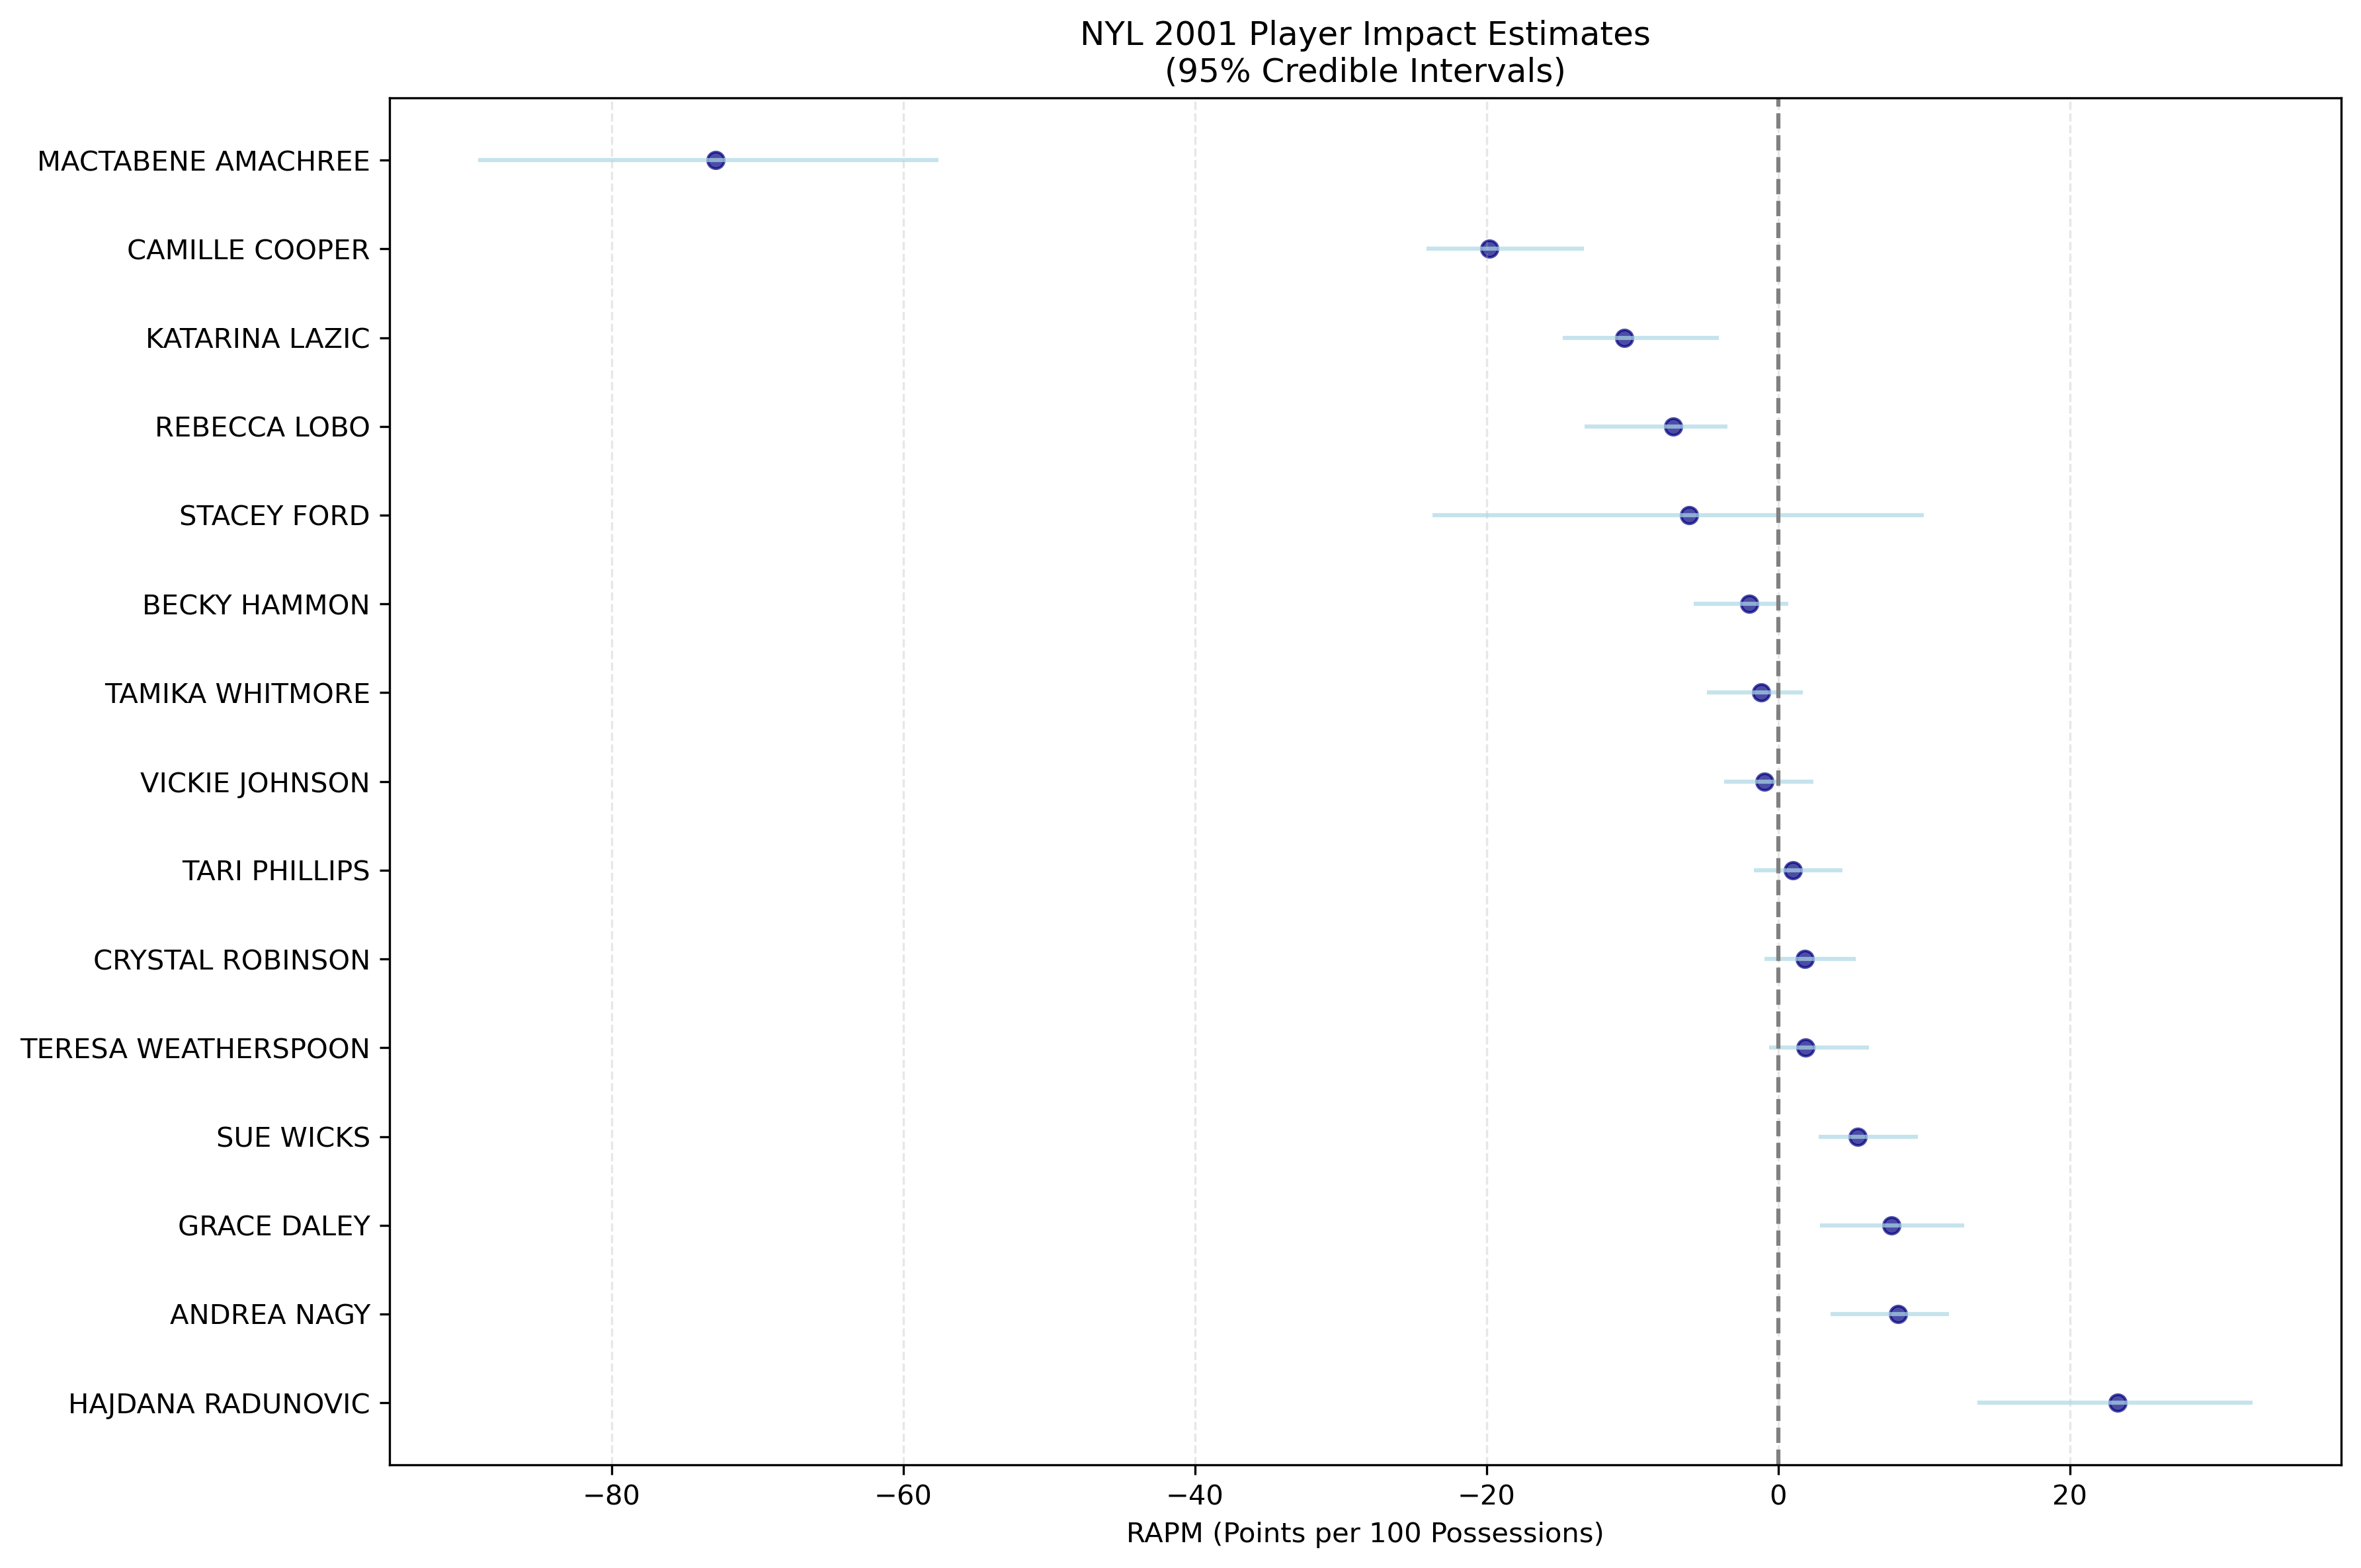 NYL 2001 Player Impact Estimates
(95% Credible Intervals)
MACTABENE AMACHREE
CAMILLE COOPER
KATARINA LAZIC
REBECCA LOBO
STACEY FORD
BECKY HAMMON
TAMIKA WHITMORE
VICKIE JOHNSON
TARI PHILLIPS
CRYSTAL ROBINSON
TERESA WEATHERSPOON
SUE WICKS
GRACE DALEY
ANDREA NAGY
HAJDANA RADUNOVIC
−80 −60 −40 −20 0 20
RAPM (Points per 100 Possessions)